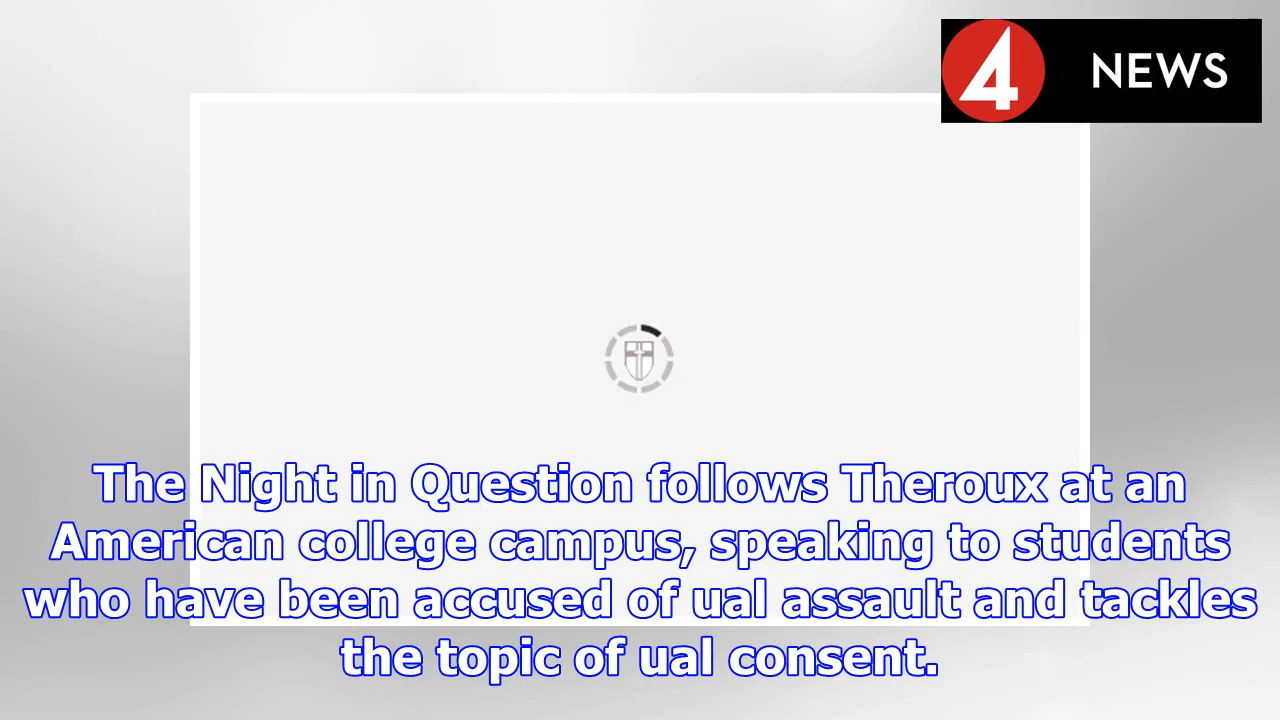 4 NEWS
The Night in Question follows Theroux at an
American college campus, speaking to students
who have been accused of ual assault and tackles
the topic of ual consent.